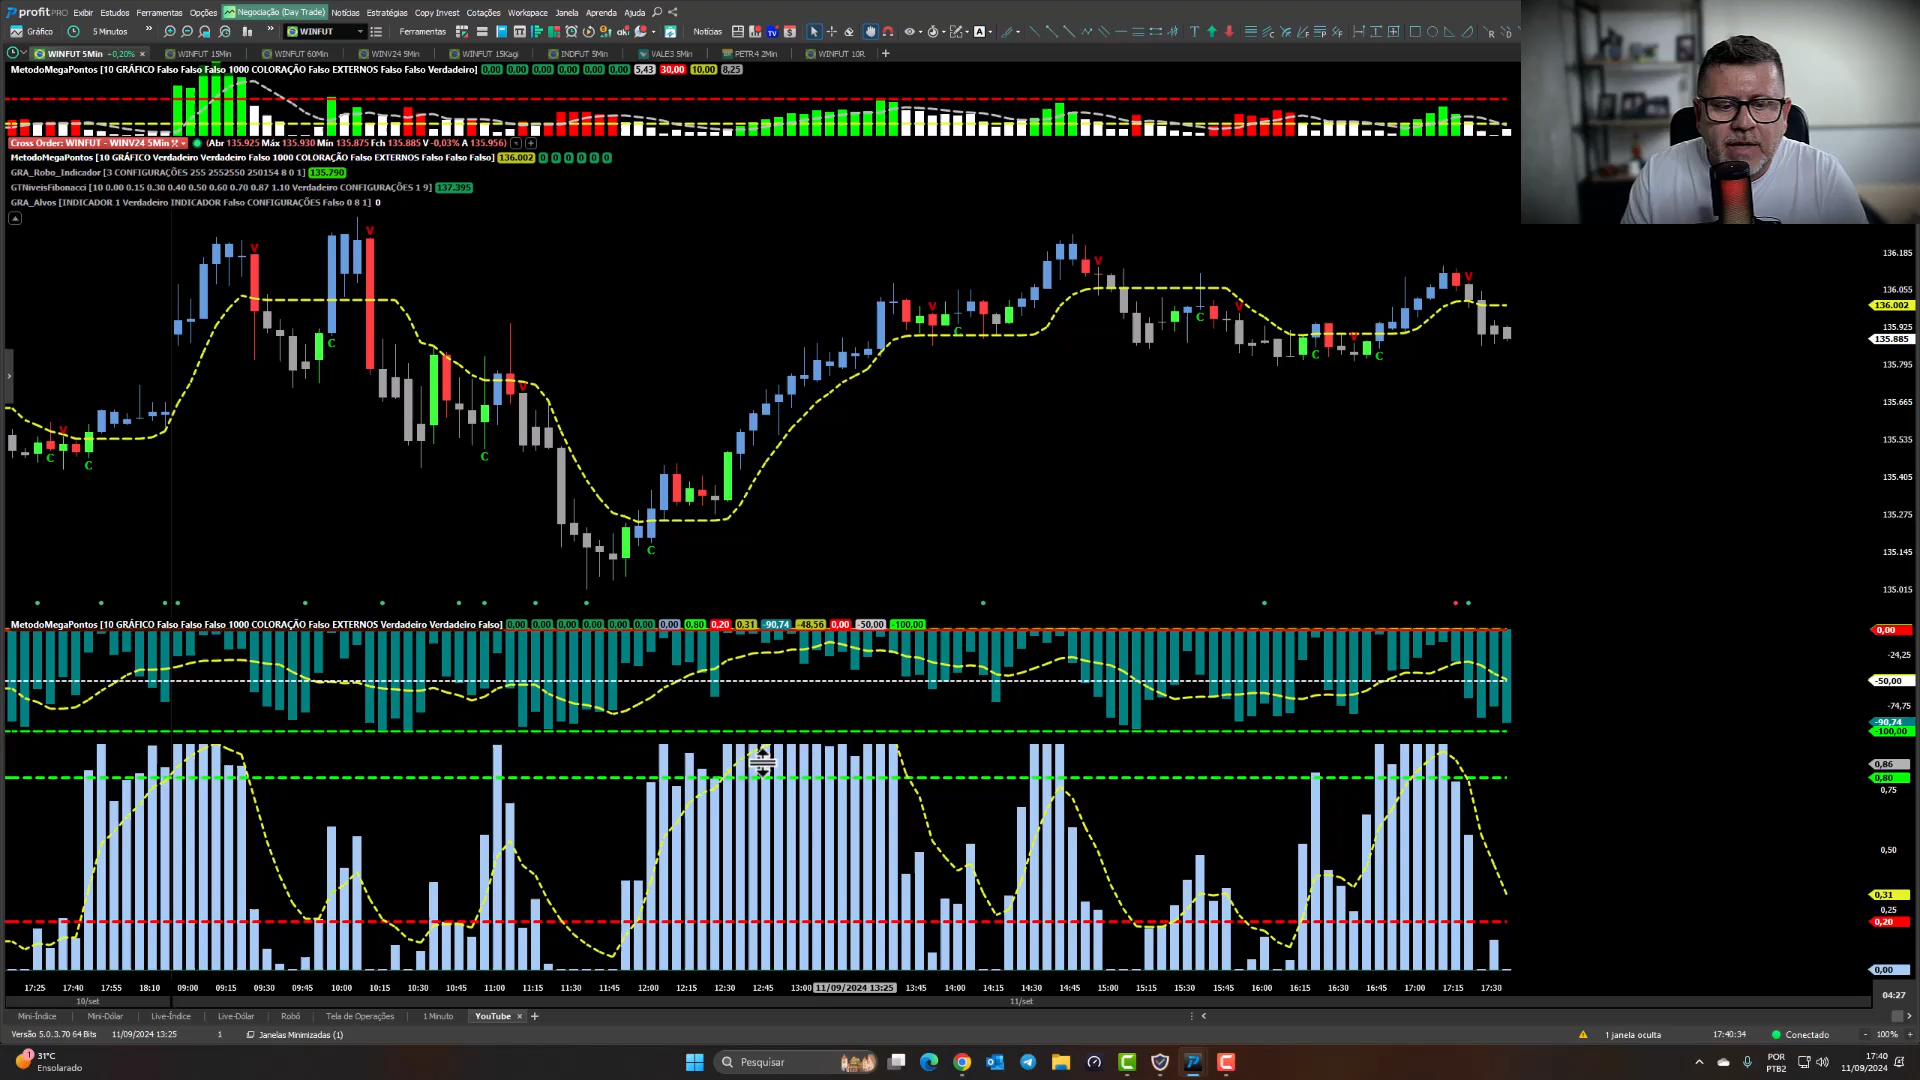 profitPRO Exibir Estudos Ferramentas Opções Negociação (Day Trade) Notícias Estratégias Copy Invest Cotações Workspace Janela Aprenda Ajuda
Gráfico 5 Minutos WINFUT Ferramentas Notícias
WINFUT 5Min +0,20% WINFUT 15Min WINFUT 60Min WINV24 5Min WINFUT 15Kagi INDFUT 5Min VALE3 5Min PETR4 2Min WINFUT 10R
MetodoMegaPontos [10 GRÁFICO Falso Falso Falso 1000 COLORAÇÃO Falso EXTERNOS Falso Falso Verdadeiro] 0,00 0,00 0,00 0,00 0,00 0,00 5,43 30,00 10,00 8,25
Cross Order: WINFUT - WINV24 5Min (Abr 135.925 Máx 135.930 Mín 135.875 Fch 135.885 V -0,03% A 135.956)
MetodoMegaPontos [10 GRÁFICO Verdadeiro Verdadeiro Falso 1000 COLORAÇÃO Falso EXTERNOS Falso Falso Falso] 136.002 0 0 0 0 0 0
GRA_Robo_Indicador [3 CONFIGURAÇÕES 255 2552550 250154 8 0 1] 135.790
GTNiveisFibonacci [10 0.00 0.15 0.30 0.40 0.50 0.60 0.70 0.87 1.10 Verdadeiro CONFIGURAÇÕES 1 9] 137.395
GRA_Alvos [INDICADOR 1 Verdadeiro INDICADOR Falso CONFIGURAÇÕES Falso 0 8 1] 0
136.185
136.055
136.002
135.925
135.885
135.795
135.665
135.535
135.405
135.275
135.145
135.015
MetodoMegaPontos [10 GRÁFICO Falso Falso Falso 1000 COLORAÇÃO Falso EXTERNOS Verdadeiro Verdadeiro Falso] 0,00 0,00 0,00 0,00 0,00 0,00 0,00 0,80 0,20 0,31 -90,74 -48,56 0,00 -50,00 -100,00
0,00
-24,25
-50,00
-74,75
-90,74
-100,00
0,86
0,80
0,75
0,50
0,31
0,25
0,20
0,00
17:25 17:40 17:55 18:10 09:00 09:15 09:30 09:45 10:00 10:15 10:30 10:45 11:00 11:15 11:30 11:45 12:00 12:15 12:30 12:45 13:00 11/09/2024 13:25 13:45 14:00 14:15 14:30 14:45 15:00 15:15 15:30 15:45 16:00 16:15 16:30 16:45 17:00 17:15 17:30
04:27
10/set 11/set
Mini-Índice Mini-Dólar Live-Índice Live-Dólar Robô Tela de Operações 1 Minuto YouTube
Versão 5.0.3.70 64 Bits 11/09/2024 13:25 1 Janelas Minimizadas (1) 1 janela oculta 17:40:34 Conectado 100%
31°C
Ensolarado
Pesquisar
POR
PTB2
17:40
11/09/2024